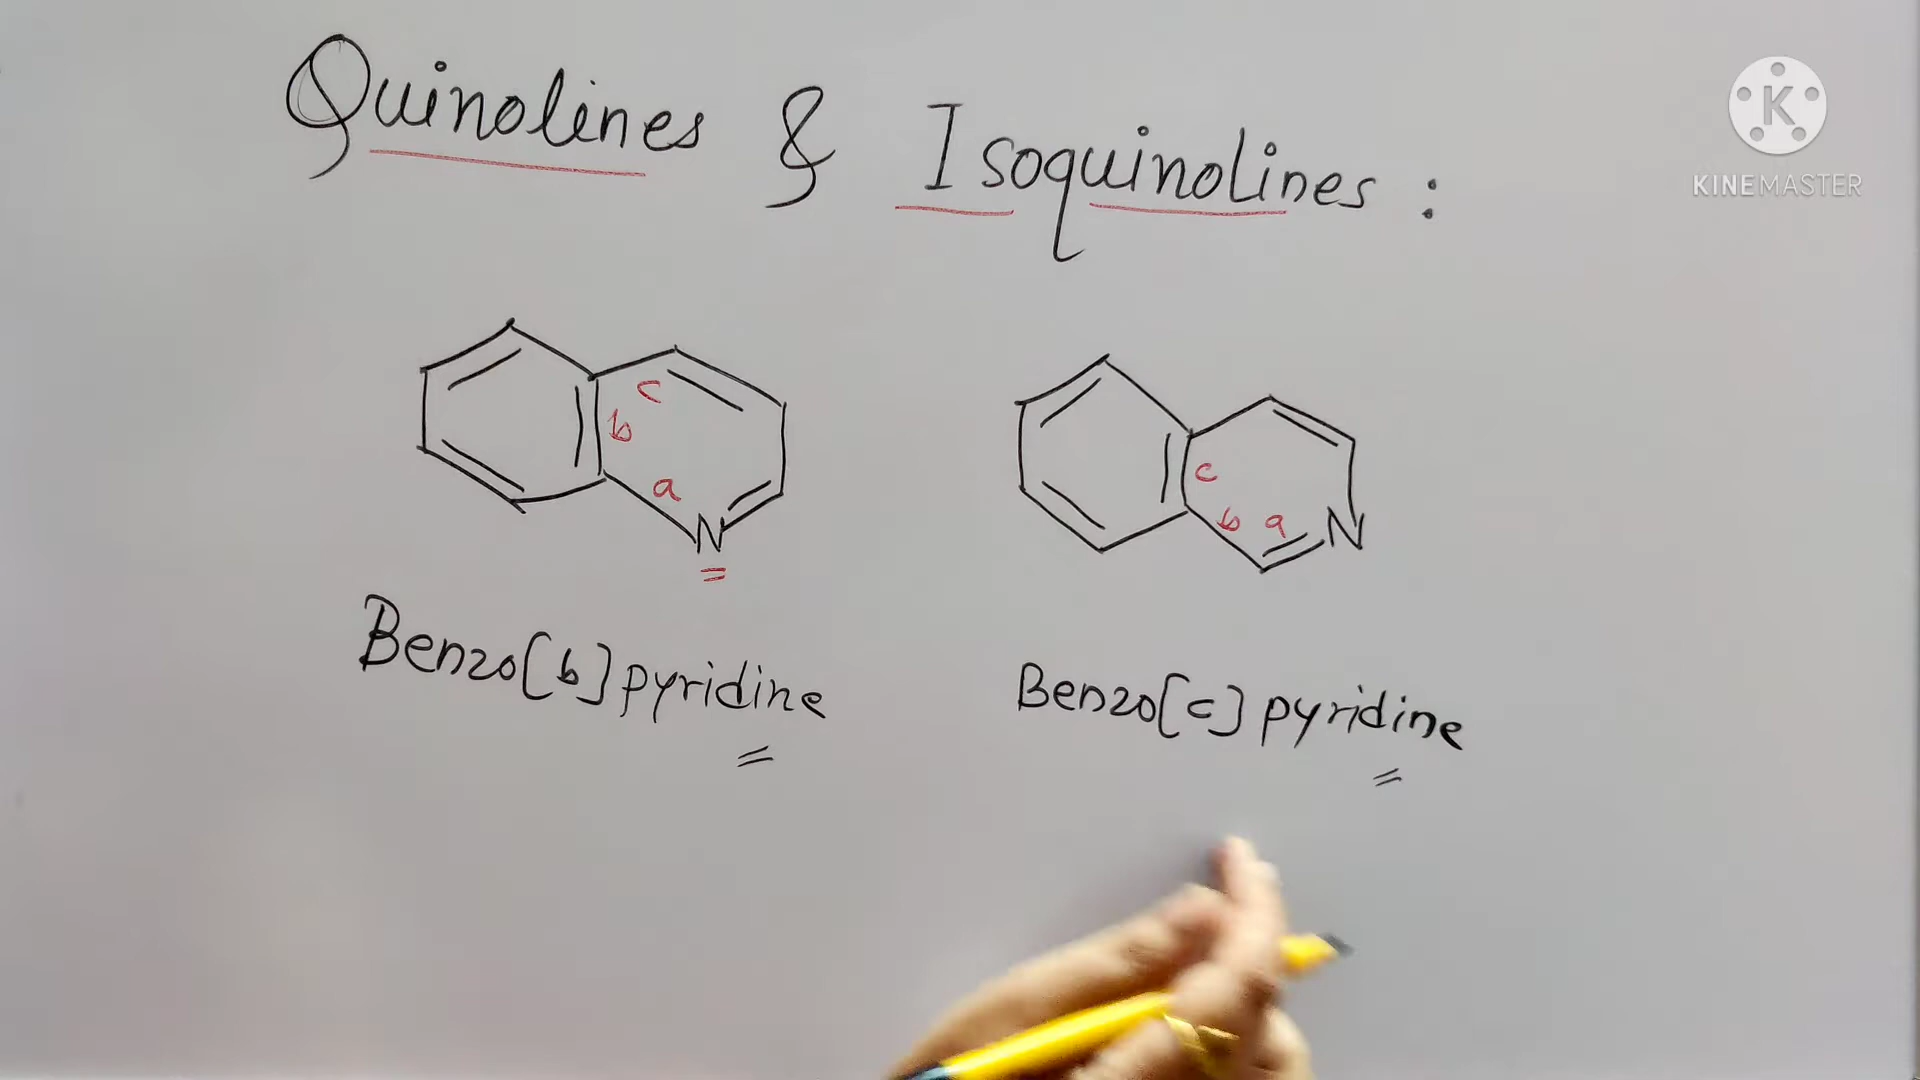 Quinolines & Isoquinolines :
KINEMASTER
c
b
a
N
c
b a
N
Benzo[b]pyridine
Benzo[c]pyridine